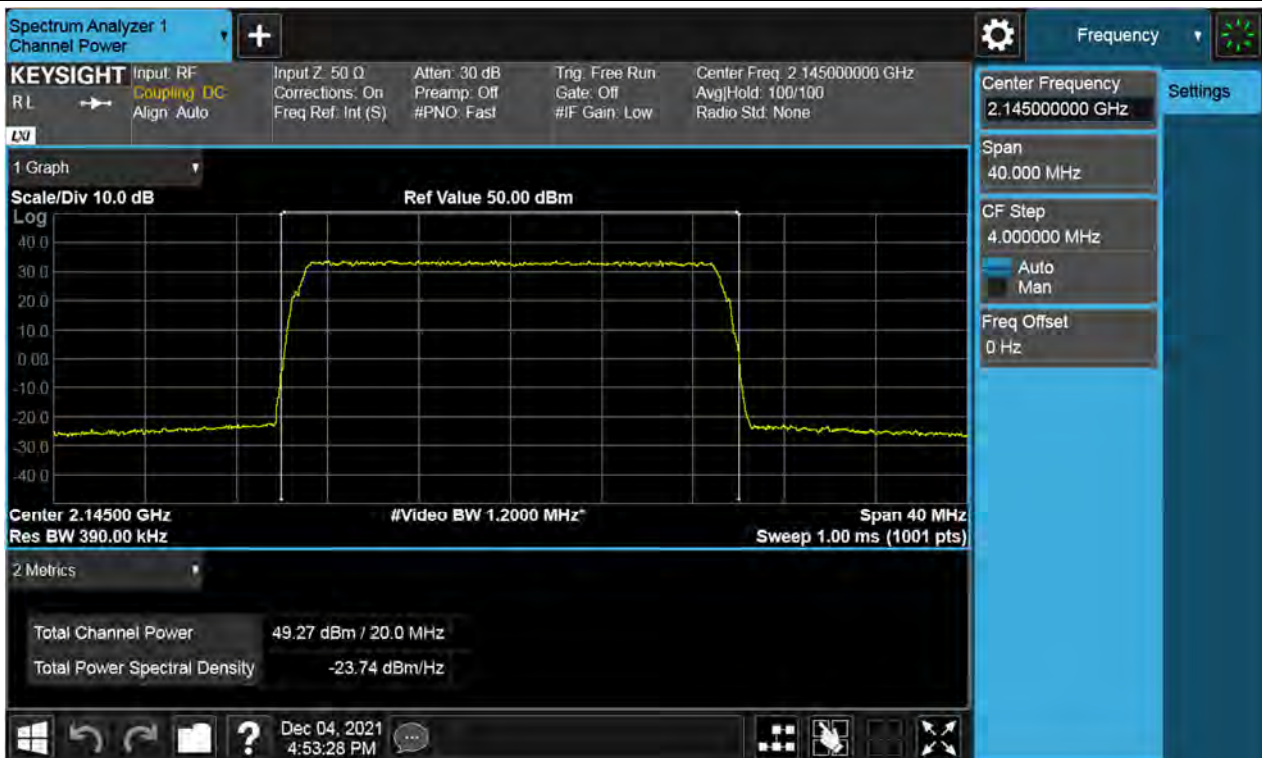 Spectrum Analyzer 1
Channel Power
+
Frequency
KEYSIGHT
R L
LXI
Input: RF
Coupling: DC
Align: Auto
Input Z: 50 Ω
Corrections: On
Freq Ref: Int (S)
Atten: 30 dB
Preamp: Off
#PNO: Fast
Trig: Free Run
Gate: Off
#IF Gain: Low
Center Freq: 2.145000000 GHz
Avg|Hold: 100/100
Radio Std: None
Center Frequency
2.145000000 GHz
Settings
Span
40.000 MHz
CF Step
4.000000 MHz
Auto
Man
Freq Offset
0 Hz
1 Graph
Scale/Div 10.0 dB
Ref Value 50.00 dBm
Log
40.0
30.0
20.0
10.0
0.00
-10.0
-20.0
-30.0
-40.0
Center 2.14500 GHz
#Video BW 1.2000 MHz*
Span 40 MHz
Res BW 390.00 kHz
Sweep 1.00 ms (1001 pts)
2 Metrics
Total Channel Power 49.27 dBm / 20.0 MHz
Total Power Spectral Density -23.74 dBm/Hz
?
Dec 04, 2021
4:53:28 PM